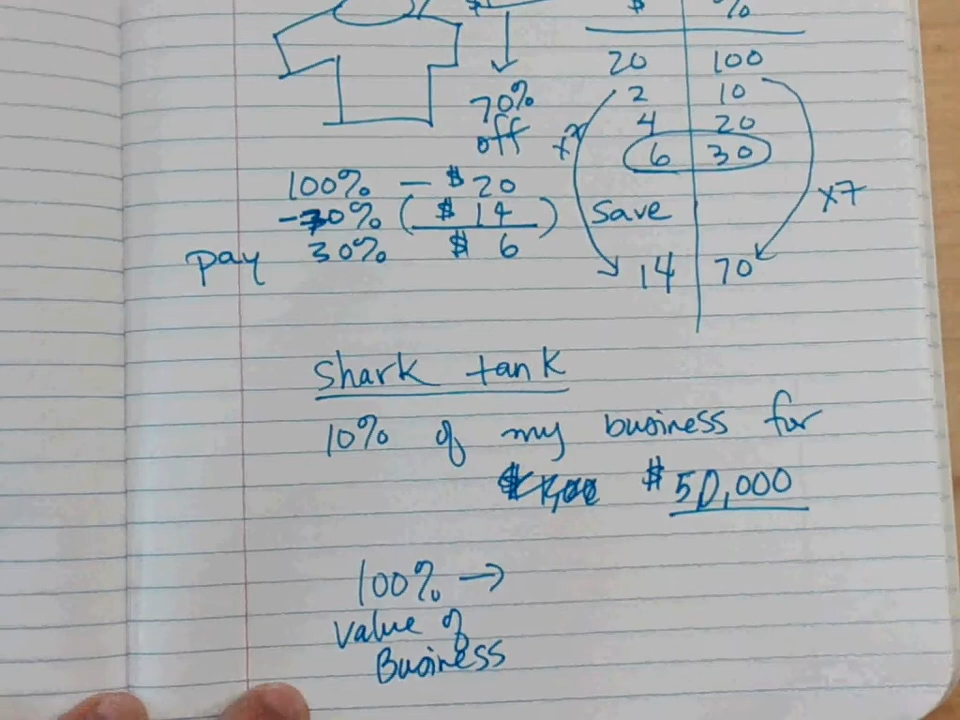 $ %
20 100
2 10
70% 4 20
off x7 6 30
100% — $ 20
-70% ( $ 14 ) Save x7
pay 30% $ 6
14 70
Shark tank
10% of my business for
$50,000
100% →
Value of
Business